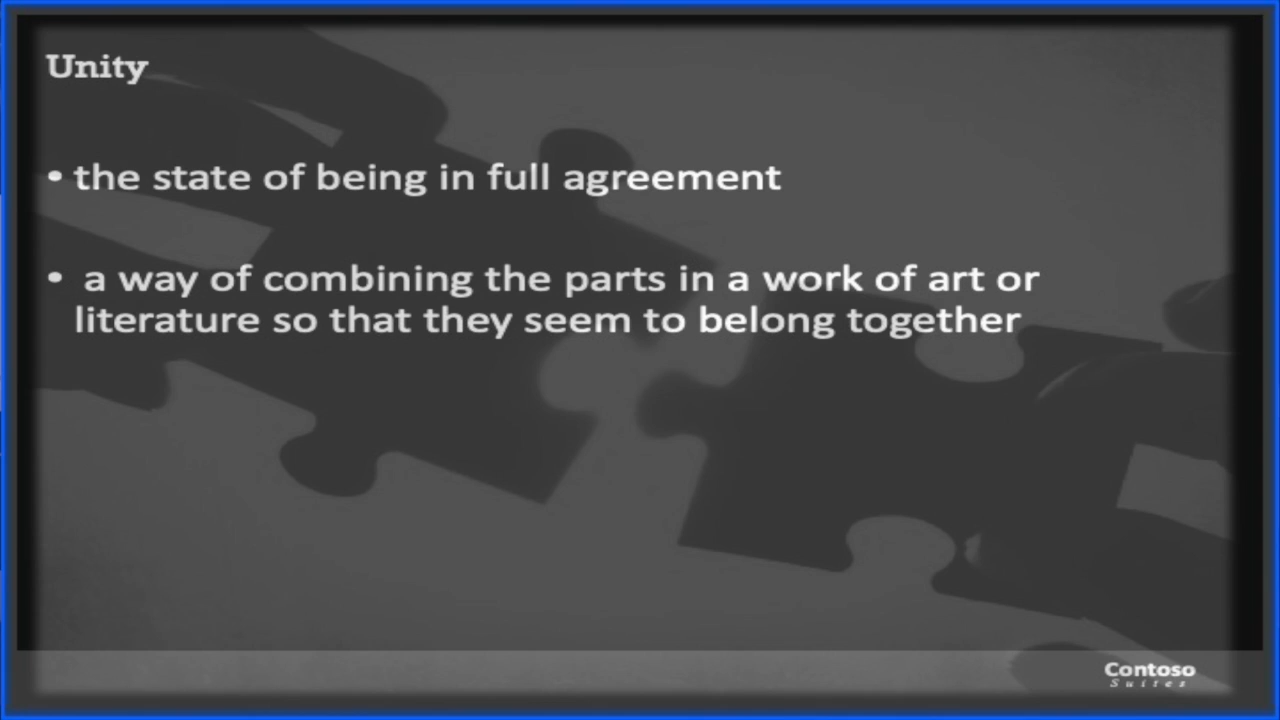 Unity
• the state of being in full agreement
• a way of combining the parts in a work of art or
literature so that they seem to belong together
Contoso
Suites